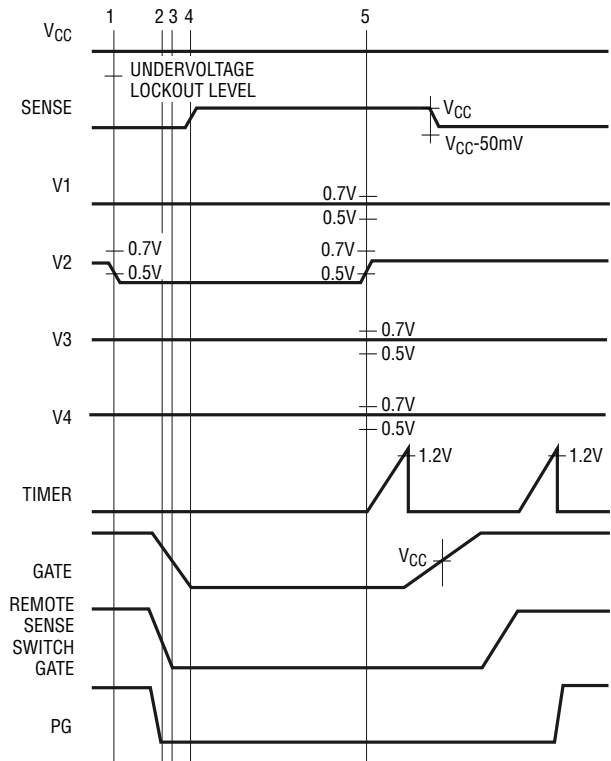 1 2 3 4 5
VCC
UNDERVOLTAGE
LOCKOUT LEVEL
SENSE
VCC
VCC-50mV
V1
0.7V
0.5V
V2
0.7V
0.5V
0.7V
0.5V
V3
0.7V
0.5V
V4
0.7V
0.5V
TIMER
1.2V
1.2V
GATE
VCC
REMOTE
SENSE
SWITCH
GATE
PG